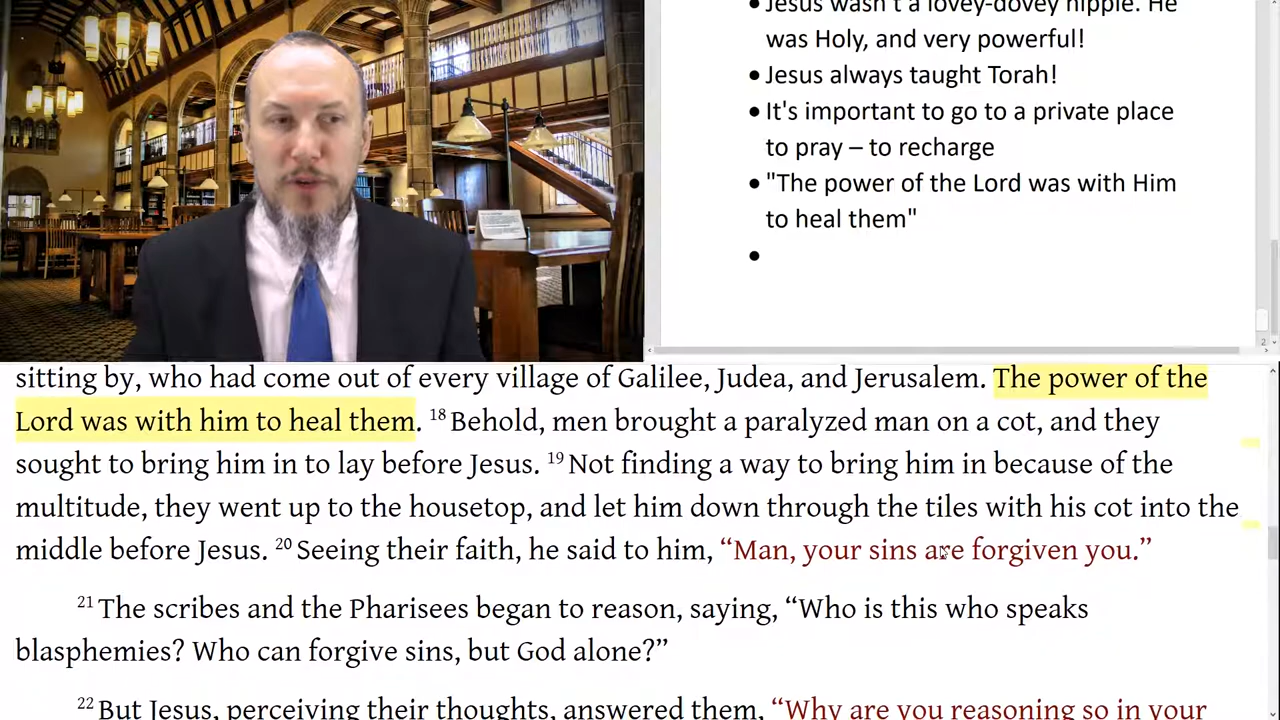 Jesus wasn't a lovey-dovey hippie. He
was Holy, and very powerful!
• Jesus always taught Torah!
• It's important to go to a private place
to pray – to recharge
• "The power of the Lord was with Him
to heal them"
•
sitting by, who had come out of every village of Galilee, Judea, and Jerusalem. The power of the
Lord was with him to heal them. 18 Behold, men brought a paralyzed man on a cot, and they
sought to bring him in to lay before Jesus. 19 Not finding a way to bring him in because of the
multitude, they went up to the housetop, and let him down through the tiles with his cot into the
middle before Jesus. 20 Seeing their faith, he said to him, “Man, your sins are forgiven you.”
21 The scribes and the Pharisees began to reason, saying, “Who is this who speaks
blasphemies? Who can forgive sins, but God alone?”
22 But Jesus, perceiving their thoughts, answered them, “Why are you reasoning so in your